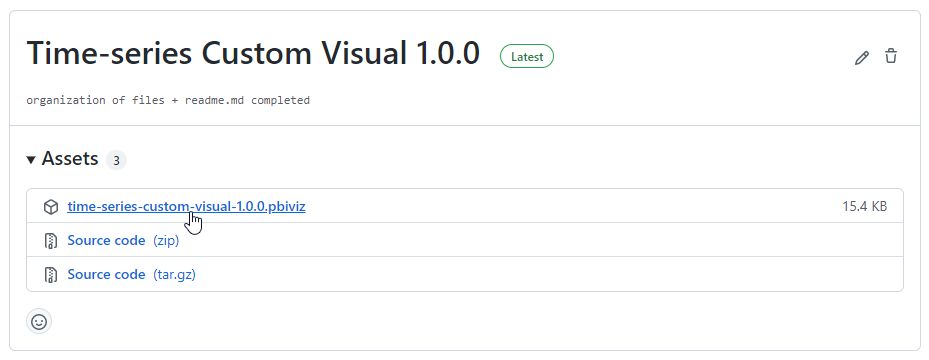 Time-series Custom Visual 1.0.0 Latest
organization of files + readme.md completed
Assets 3
time-series-custom-visual-1.0.0.pbiviz 15.4 KB
Source code (zip)
Source code (tar.gz)